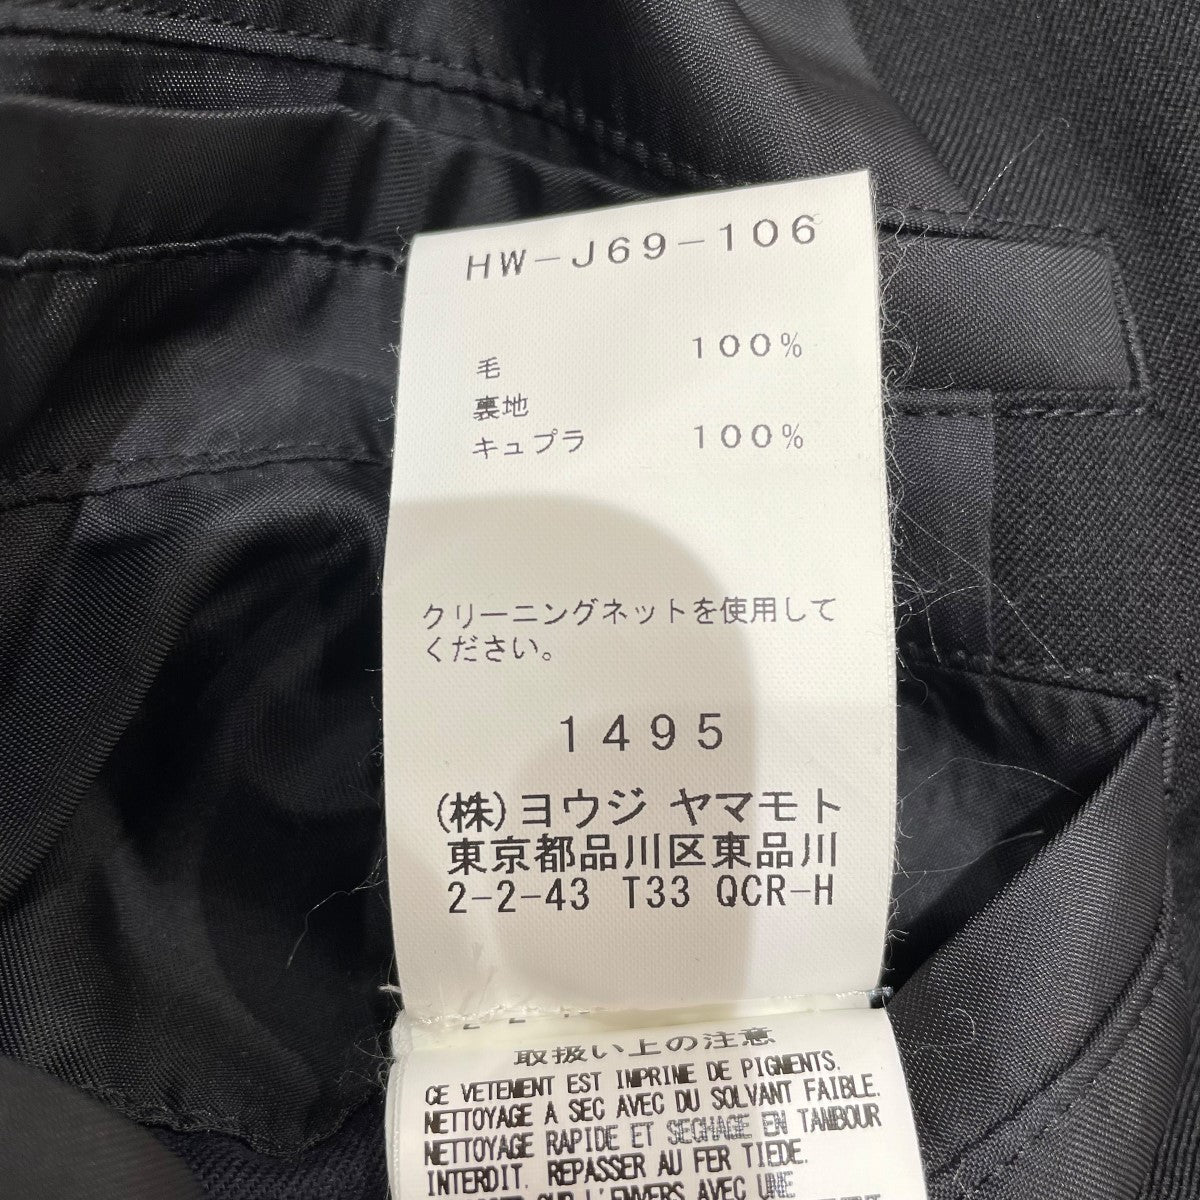 HW-J69-106
毛 100%
裏地
キュプラ 100%
クリーニングネットを使用して
ください。
1495
(株)ヨウジ ヤマモト
東京都品川区東品川
2-2-43 T33 QCR-H
取扱い上の注意
CE VETEMENT EST IMPRIME DE PIGMENTS.
NETTOYAGE A SEC AVEC DU SOLVANT FAIBLE.
NETTOYAGE RAPIDE ET SECHAGE EN TAMBOUR
INTERDIT. REPASSER AU FER TIEDE.
SUR L'ENVERS AVEC UNE